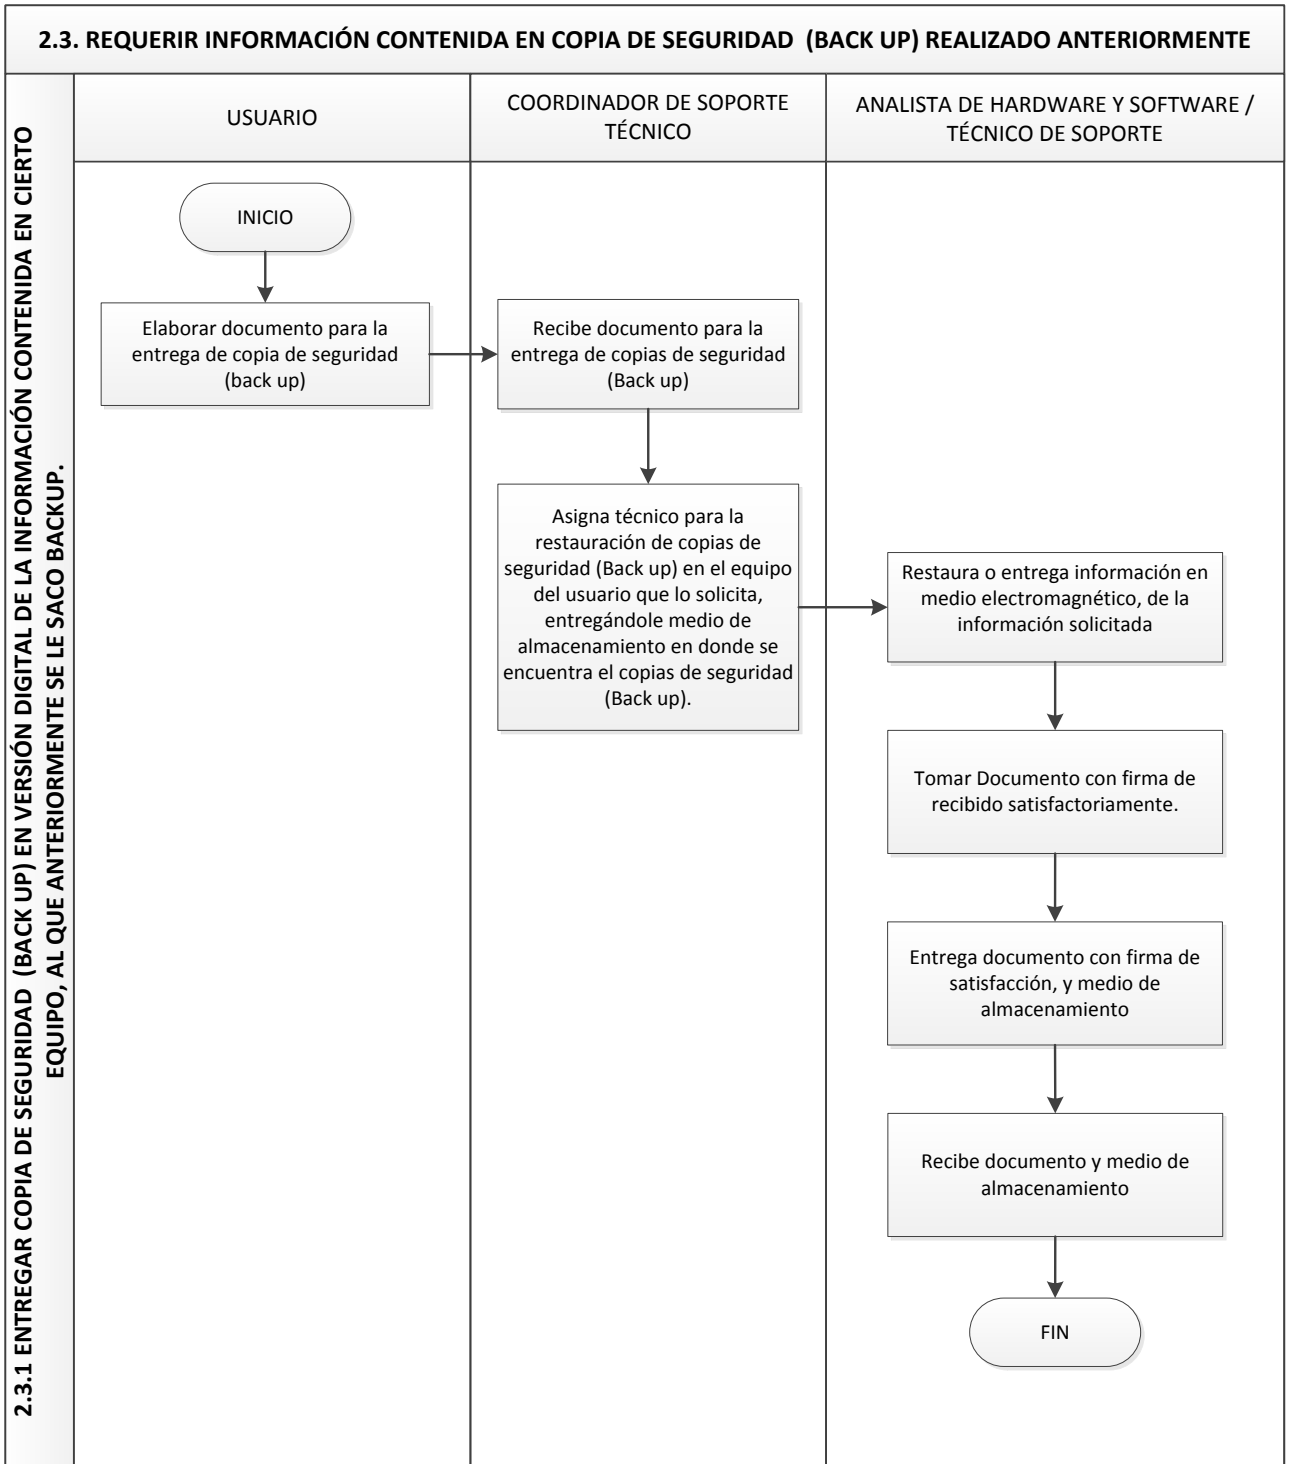 2.3. REQUERIR INFORMACIÓN CONTENIDA EN COPIA DE SEGURIDAD (BACK UP) REALIZADO ANTERIORMENTE
2.3.1 ENTREGAR COPIA DE SEGURIDAD (BACK UP) EN VERSIÓN DIGITAL DE LA INFORMACIÓN CONTENIDA EN CIERTO
EQUIPO, AL QUE ANTERIORMENTE SE LE SACO BACKUP.
USUARIO
COORDINADOR DE SOPORTE
TÉCNICO
ANALISTA DE HARDWARE Y SOFTWARE /
TÉCNICO DE SOPORTE
INICIO
Elaborar documento para la
entrega de copia de seguridad
(back up)
Recibe documento para la
entrega de copias de seguridad
(Back up)
Asigna técnico para la
restauración de copias de
seguridad (Back up) en el equipo
del usuario que lo solicita,
entregándole medio de
almacenamiento en donde se
encuentra el copias de seguridad
(Back up).
Restaura o entrega información en
medio electromagnético, de la
información solicitada
Tomar Documento con firma de
recibido satisfactoriamente.
Entrega documento con firma de
satisfacción, y medio de
almacenamiento
Recibe documento y medio de
almacenamiento
FIN